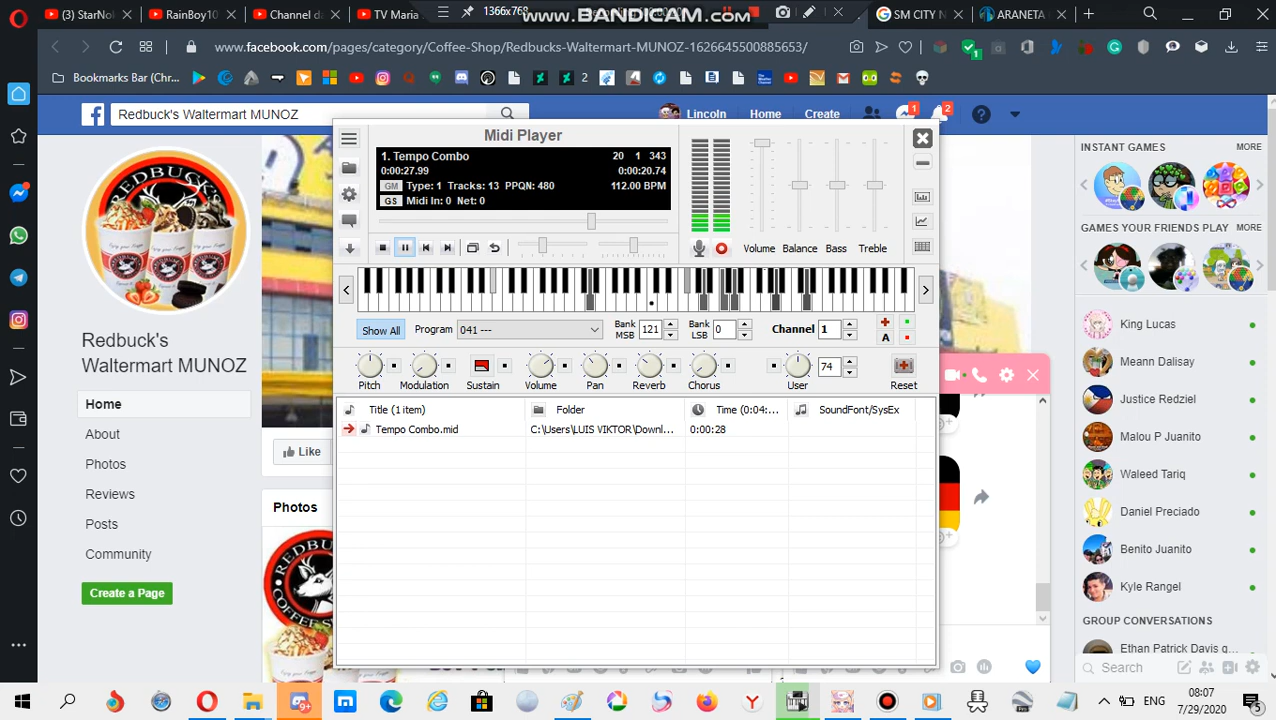 (3) StarNo
RainBoy10
Channel d
TV Maria
1366x768
www.BANDICAM.com
SM CITY N
ARANETA
www.facebook.com/pages/category/Coffee-Shop/Redbucks-Waltermart-MUNOZ-1626645500885653/
Bookmarks Bar (Chr...
2
Redbuck's Waltermart MUNOZ
Lincoln
Home
Create
1
2
REDBUCK'S
Redbuck's
Waltermart MUNOZ
Home
About
Photos
Reviews
Posts
Community
Create a Page
Like
Photos
Midi Player
1. Tempo Combo
20 1 343
0:00:27.99
0:00:20.74
GM Type: 1 Tracks: 13 PPQN: 480
112.00 BPM
GS Midi In: 0 Net: 0
Volume
Balance
Bass
Treble
Show All
Program
041 ---
Bank MSB
121
Bank LSB
0
Channel
1
A
Pitch
Modulation
Sustain
Volume
Pan
Reverb
Chorus
User
74
Reset
Title (1 item)
Folder
Time (0:04:...
SoundFont/SysEx
Tempo Combo.mid
C:\Users\LUIS VIKTOR\Downl...
0:00:28
INSTANT GAMES
MORE
GAMES YOUR FRIENDS PLAY
MORE
King Lucas
Meann Dalisay
Justice Redziel
Malou P Juanito
Waleed Tariq
Daniel Preciado
Benito Juanito
Kyle Rangel
GROUP CONVERSATIONS
Ethan Patrick Davis g...
Search
9+
ENG
08:07
7/29/2020
5